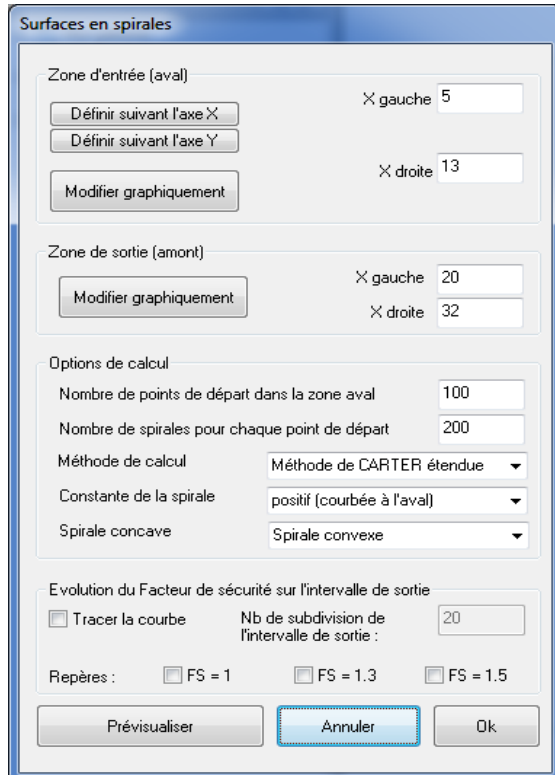 Surfaces en spirales
Zone d'entrée (aval)
Définir suivant l'axe X
Définir suivant l'axe Y
Modifier graphiquement
X gauche 5
X droite 13
Zone de sortie (amont)
Modifier graphiquement
X gauche 20
X droite 32
Options de calcul
Nombre de points de départ dans la zone aval 100
Nombre de spirales pour chaque point de départ 200
Méthode de calcul Méthode de CARTER étendue
Constante de la spirale positif (courbée à l'aval)
Spirale concave Spirale convexe
Evolution du Facteur de sécurité sur l'intervalle de sortie
Tracer la courbe
Nb de subdivision de
l'intervalle de sortie : 20
Repères : FS = 1 FS = 1.3 FS = 1.5
Prévisualiser Annuler Ok